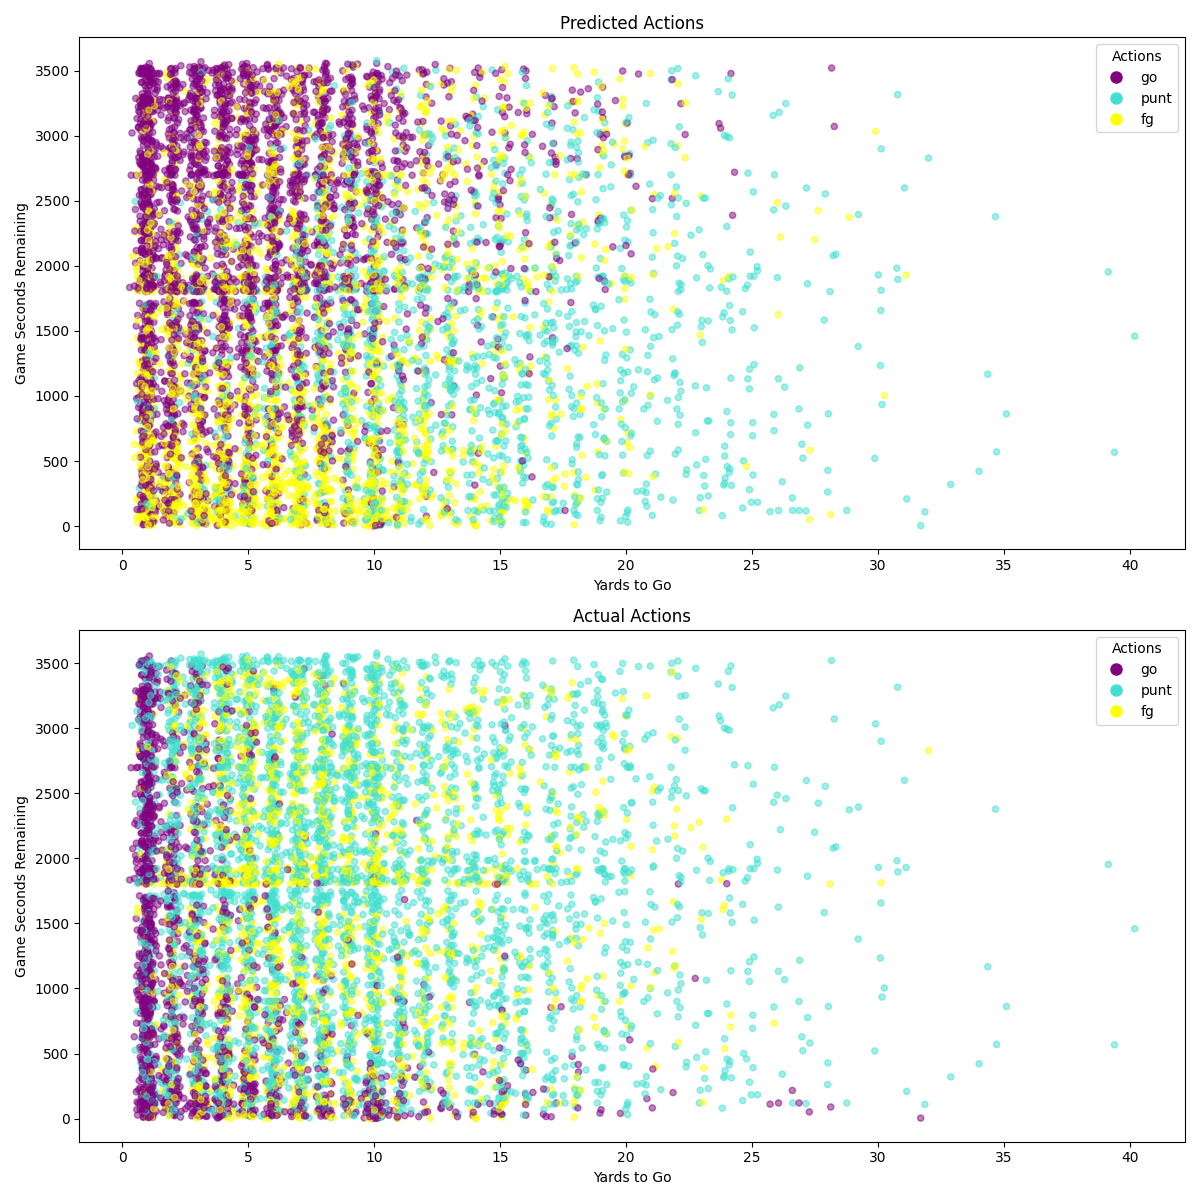 Predicted Actions
Game Seconds Remaining
3500
3000
2500
2000
1500
1000
500
0
Actions
go
punt
fg
0 5 10 15 20 25 30 35 40
Yards to Go
Actual Actions
Game Seconds Remaining
3500
3000
2500
2000
1500
1000
500
0
Actions
go
punt
fg
0 5 10 15 20 25 30 35 40
Yards to Go